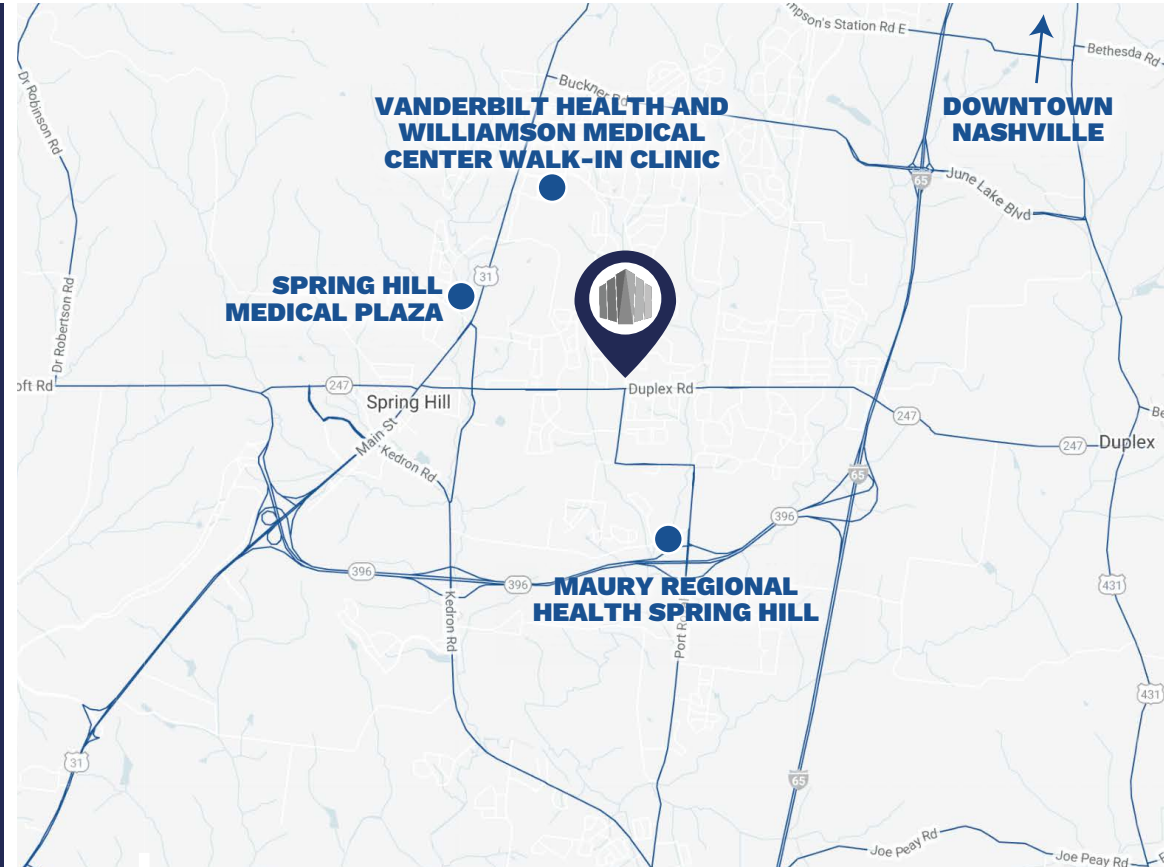 mpson's Station Rd E
Bethesda Rd
Dr Robinson Rd
Buckner Rd
VANDERBILT HEALTH AND
WILLIAMSON MEDICAL
CENTER WALK-IN CLINIC
DOWNTOWN
NASHVILLE
65
June Lake Blvd
31
SPRING HILL
MEDICAL PLAZA
Dr Robertson Rd
oft Rd
247
Duplex Rd
Spring Hill
247
Be
Main St
247
Duplex
Kedron Rd
65
396
396
396
MAURY REGIONAL
HEALTH SPRING HILL
431
Kedron Rd
Port R
431
31
65
Joe Peay Rd
Joe Peay Rd